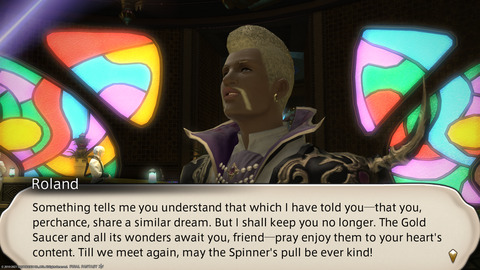 Roland
Something tells me you understand that which I have told you—that you,
perchance, share a similar dream. But I shall keep you no longer. The Gold
Saucer and all its wonders await you, friend—pray enjoy them to your heart's
content. Till we meet again, may the Spinner's pull be ever kind!